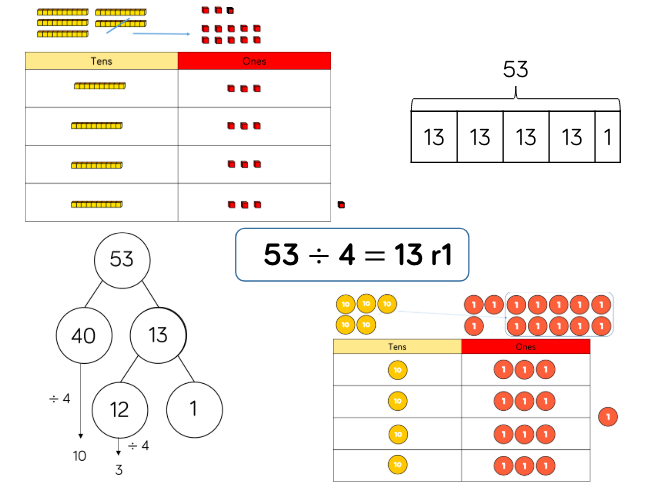 Tens Ones
53
13 13 13 13 1
53 ÷ 4 = 13 r1
53
40 13
÷ 4
12 1
÷ 4
10
3
10 10 10
10 10
1 1 1 1 1 1 1
1 1 1 1 1 1
Tens Ones
10 1 1 1
10 1 1 1
1
10 1 1 1
10 1 1 1